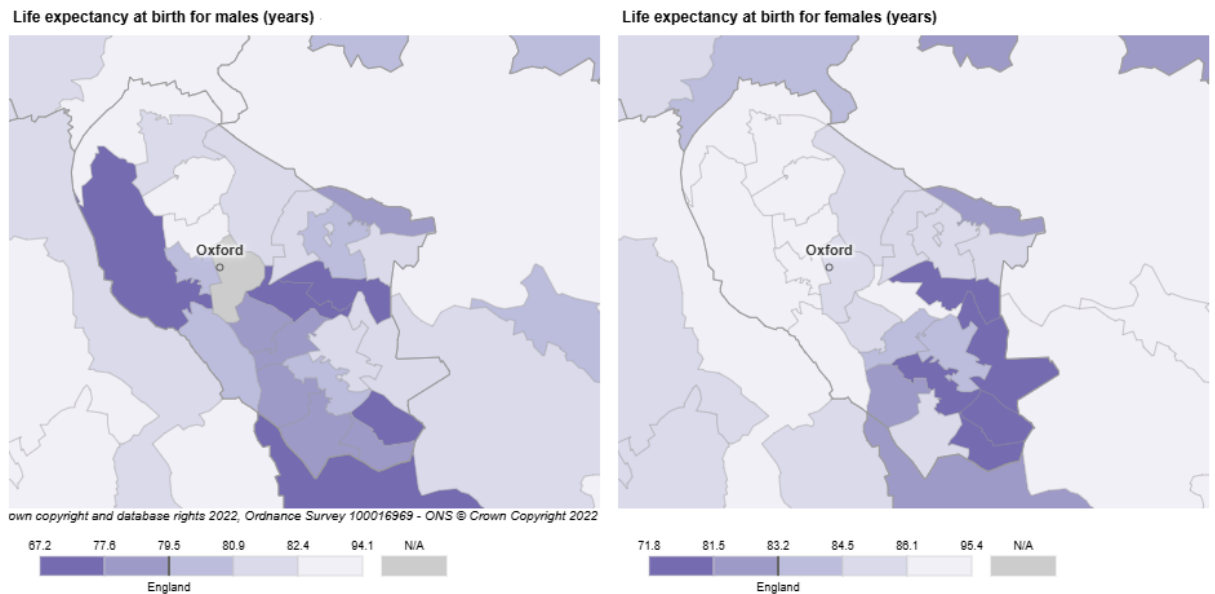 Life expectancy at birth for males (years)
Life expectancy at birth for females (years)
Oxford
Oxford
own copyright and database rights 2022, Ordnance Survey 100016969 - ONS © Crown Copyright 2022
67.2 77.6 79.5 80.9 82.4 94.1 N/A
England
71.8 81.5 83.2 84.5 86.1 95.4 N/A
England